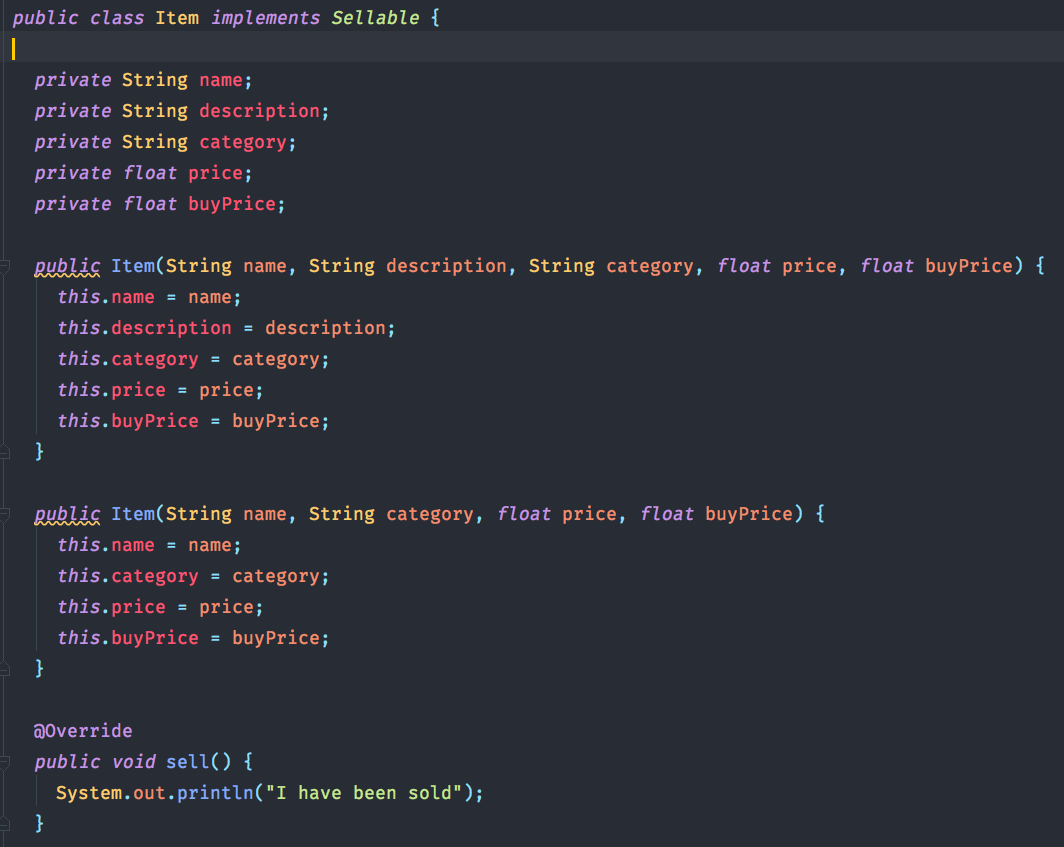 public class Item implements Sellable {
private String name;
private String description;
private String category;
private float price;
private float buyPrice;
public Item(String name, String description, String category, float price, float buyPrice) {
this.name = name;
this.description = description;
this.category = category;
this.price = price;
this.buyPrice = buyPrice;
}
public Item(String name, String category, float price, float buyPrice) {
this.name = name;
this.category = category;
this.price = price;
this.buyPrice = buyPrice;
}
@Override
public void sell() {
System.out.println("I have been sold");
}